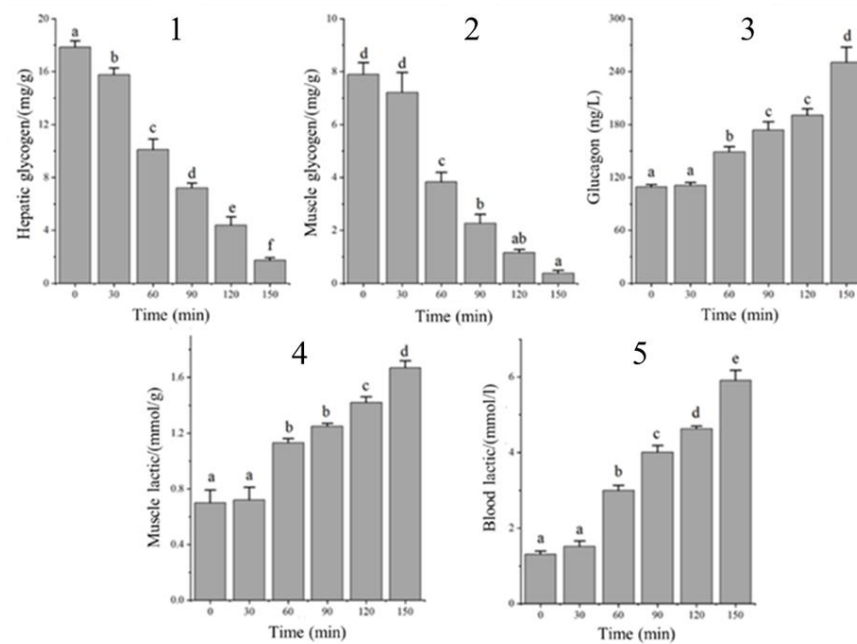 1
Hepatic glycogen/(mg/g)
20
16
12
8
4
0
a
b
c
d
e
f
0 30 60 90 120 150
Time (min)
2
Muscle glycogen/(mg/g)
10
8
6
4
2
0
d
d
c
b
ab
a
0 30 60 90 120 150
Time (min)
3
Glucagon (ng/L)
300
240
180
120
60
0
a
a
b
c
c
d
0 30 60 90 120 150
Time (min)
4
Muscle lactic/(mmol/g)
1.6
1.2
0.8
0.4
0.0
a
a
b
b
c
d
0 30 60 90 120 150
Time (min)
5
Blood lactic/(mmol/l)
6
4
2
0
a
a
b
c
d
e
0 30 60 90 120 150
Time (min)